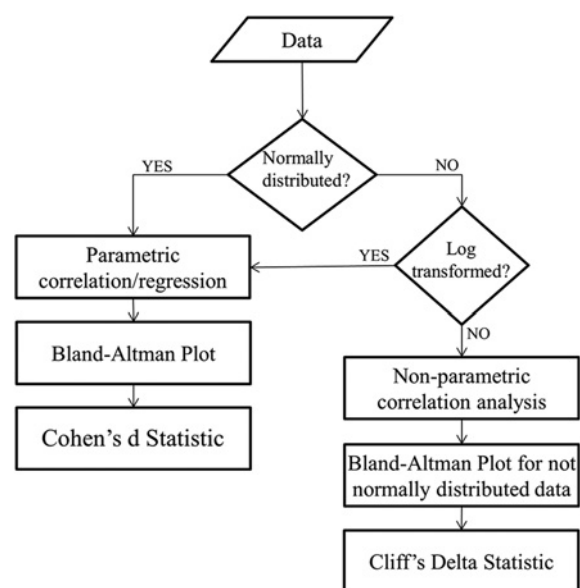 Data
Normally
distributed?
YES
NO
Parametric
correlation/regression
YES
Log
transformed?
Bland-Altman Plot
NO
Non-parametric
correlation analysis
Cohen's d Statistic
Bland-Altman Plot for not
normally distributed data
Cliff's Delta Statistic